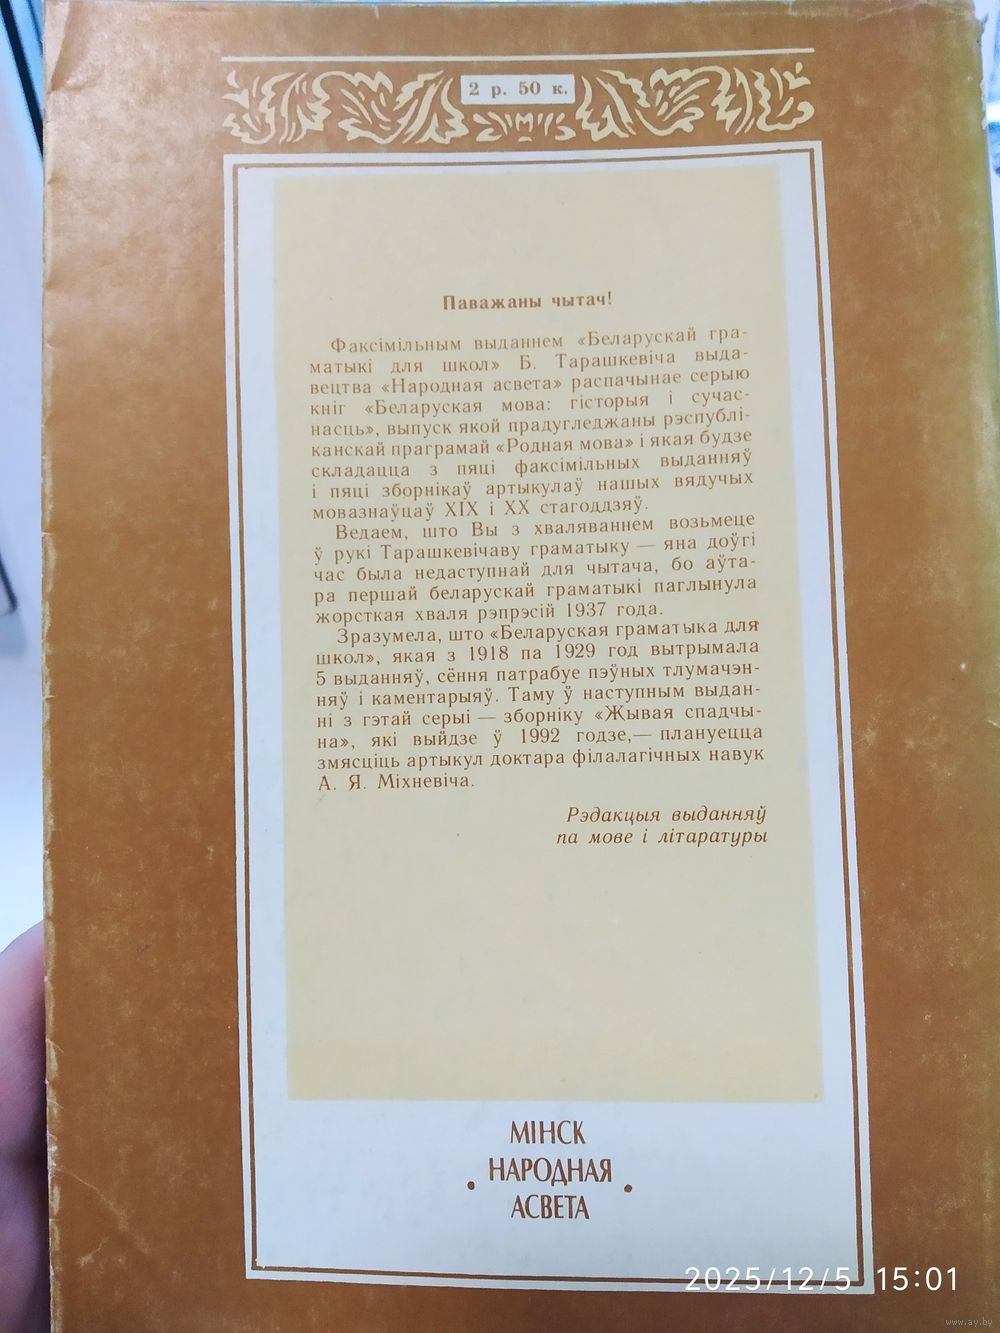 2 р. 50 к.
Паважаны чытач!
Факсімільным выданнем «Беларускай гра-
матыкі для школ» Б. Тарашкевіча выда-
вецтва «Народная асвета» распачынае серыю
кніг «Беларуская мова: гісторыя і сучас-
насць», выпуск якой прадугледжаны рэспублі-
канскай праграмай «Родная мова» і якая будзе
складацца з пяці факсімільных выданняў
і пяці зборнікаў артыкулаў нашых вядучых
мовазнаўцаў XIX і XX стагоддзяў.
Ведаем, што Вы з хваляваннем возьмеце
ў рукі Тарашкевічаву граматыку — яна доўгі
час была недаступнай для чытача, бо аўта-
ра першай беларускай граматыкі паглынула
жорсткая хваля рэпрэсій 1937 года.
Зразумела, што «Беларуская граматыка для
школ», якая з 1918 па 1929 год вытрымала
5 выданняў, сёння патрабуе пэўных тлумачэн-
няў і каментарыяў. Таму ў наступным выдан-
ні з гэтай серыі — зборніку «Жывая спадчы-
на», які выйдзе ў 1992 годзе,— плануецца
змясціць артыкул доктара філалагічных навук
А. Я. Міхневіча.
Рэдакцыя выданняў
па мове і літаратуры
МІНСК
НАРОДНАЯ
АСВЕТА
2025/12/5 15:01
www.ay.by